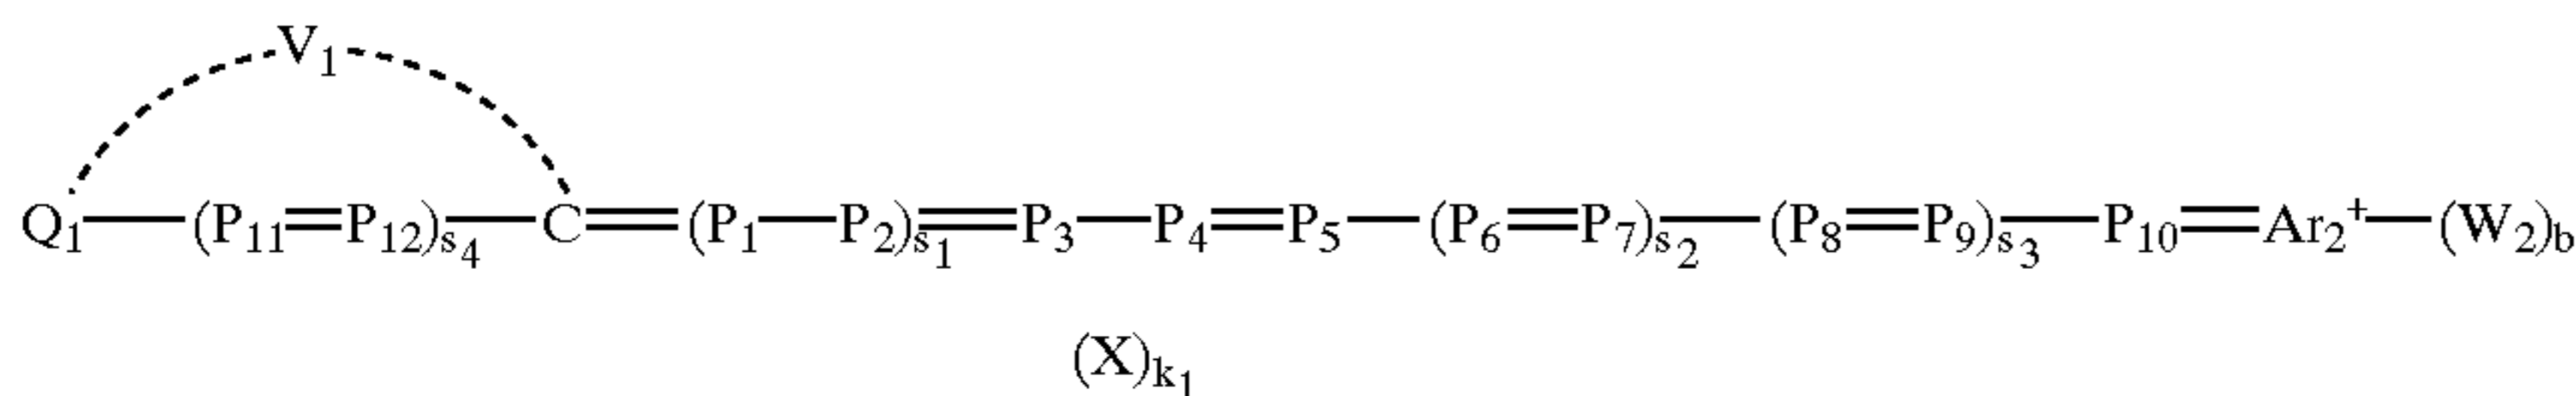 V₁
Q₁—(P₁₁=P₁₂)s₄—C=(P₁—P₂)s₁=P₃—P₄=P₅—(P₆=P₇)s₂—(P₈=P₉)s₃—P₁₀=Ar₂⁺—(W₂)b
(X)k₁